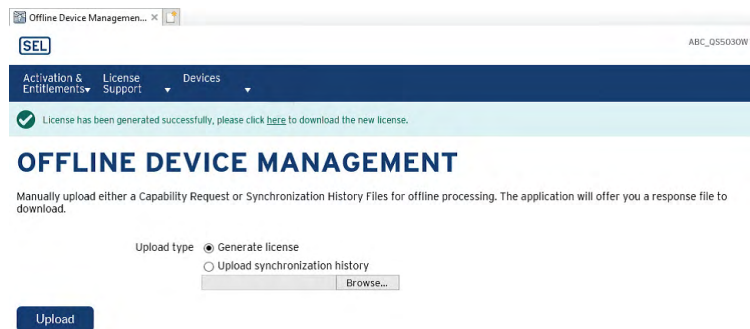 Offline Device Managemen...
SEL
ABC_QS5030W
Activation & Entitlements
License Support
Devices
License has been generated successfully, please click here to download the new license.
OFFLINE DEVICE MANAGEMENT
Manually upload either a Capability Request or Synchronization History Files for offline processing. The application will offer you a response file to
download.
Upload type
Generate license
Upload synchronization history
Browse...
Upload